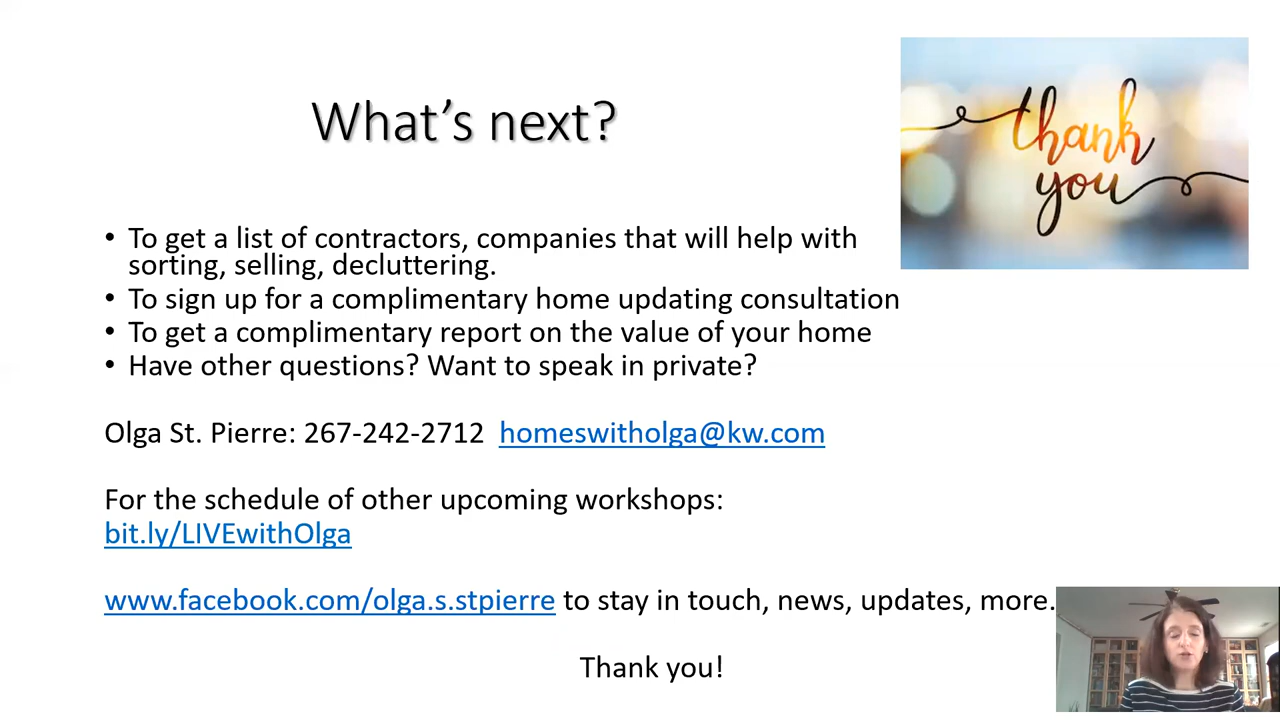 What's next?
thank
you
• To get a list of contractors, companies that will help with
sorting, selling, decluttering.
• To sign up for a complimentary home updating consultation
• To get a complimentary report on the value of your home
• Have other questions? Want to speak in private?
Olga St. Pierre: 267-242-2712 homeswitholga@kw.com
For the schedule of other upcoming workshops:
bit.ly/LIVEwithOlga
www.facebook.com/olga.s.stpierre to stay in touch, news, updates, more.
Thank you!